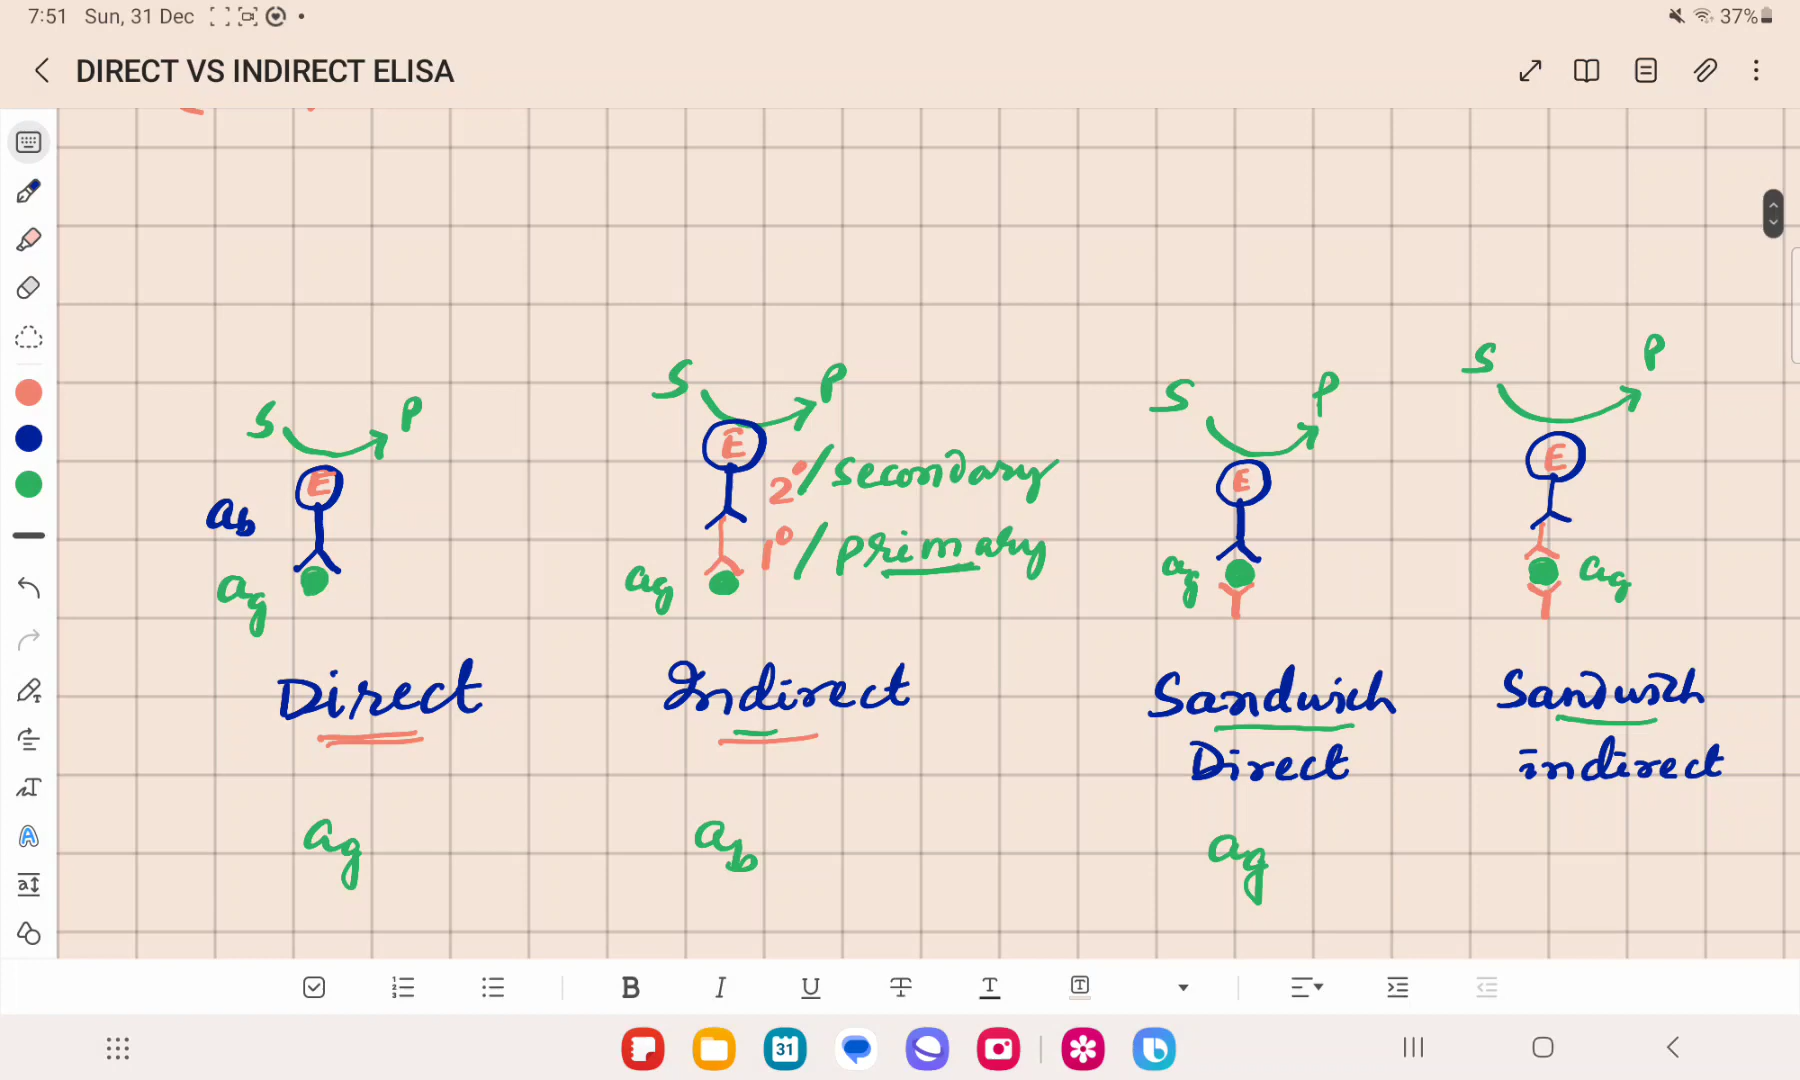 7:51 Sun, 31 Dec
37%
DIRECT VS INDIRECT ELISA
S P
E
ab
ag
Direct
ag
S P
E
2°/secondary
1°/primary
ag
Indirect
ab
S P
E
ag
Sandwich
Direct
ag
S P
E
ag
Sandwich
indirect
B I U T T
31